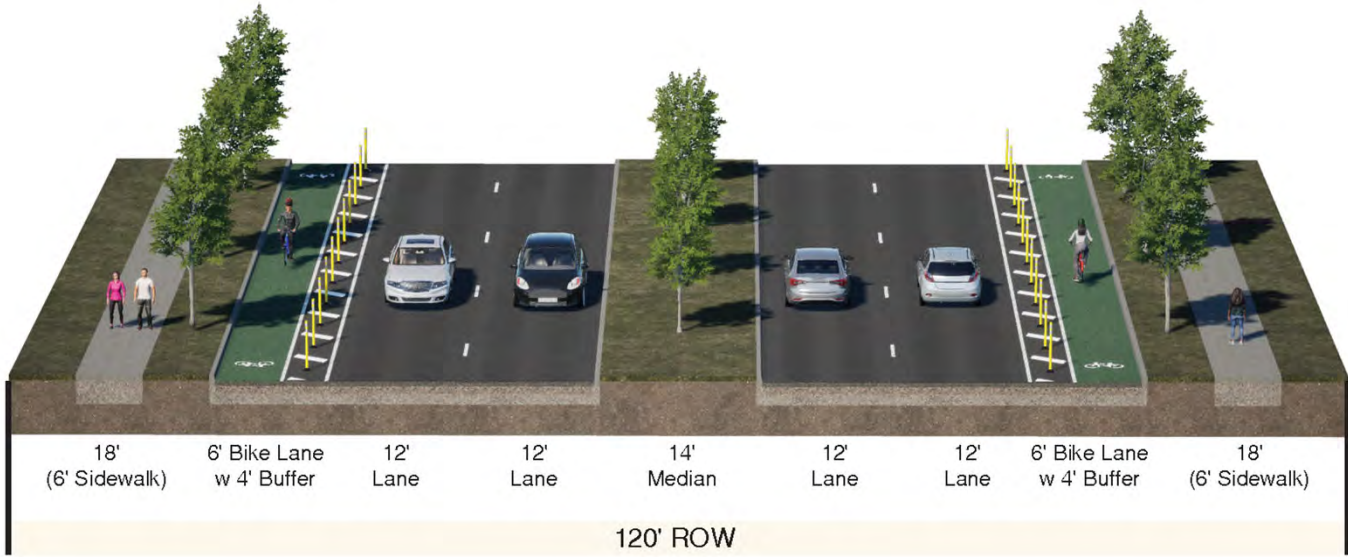 18'
(6' Sidewalk)
6' Bike Lane
w 4' Buffer
12'
Lane
12'
Lane
14'
Median
12'
Lane
12'
Lane
6' Bike Lane
w 4' Buffer
18'
(6' Sidewalk)
120' ROW